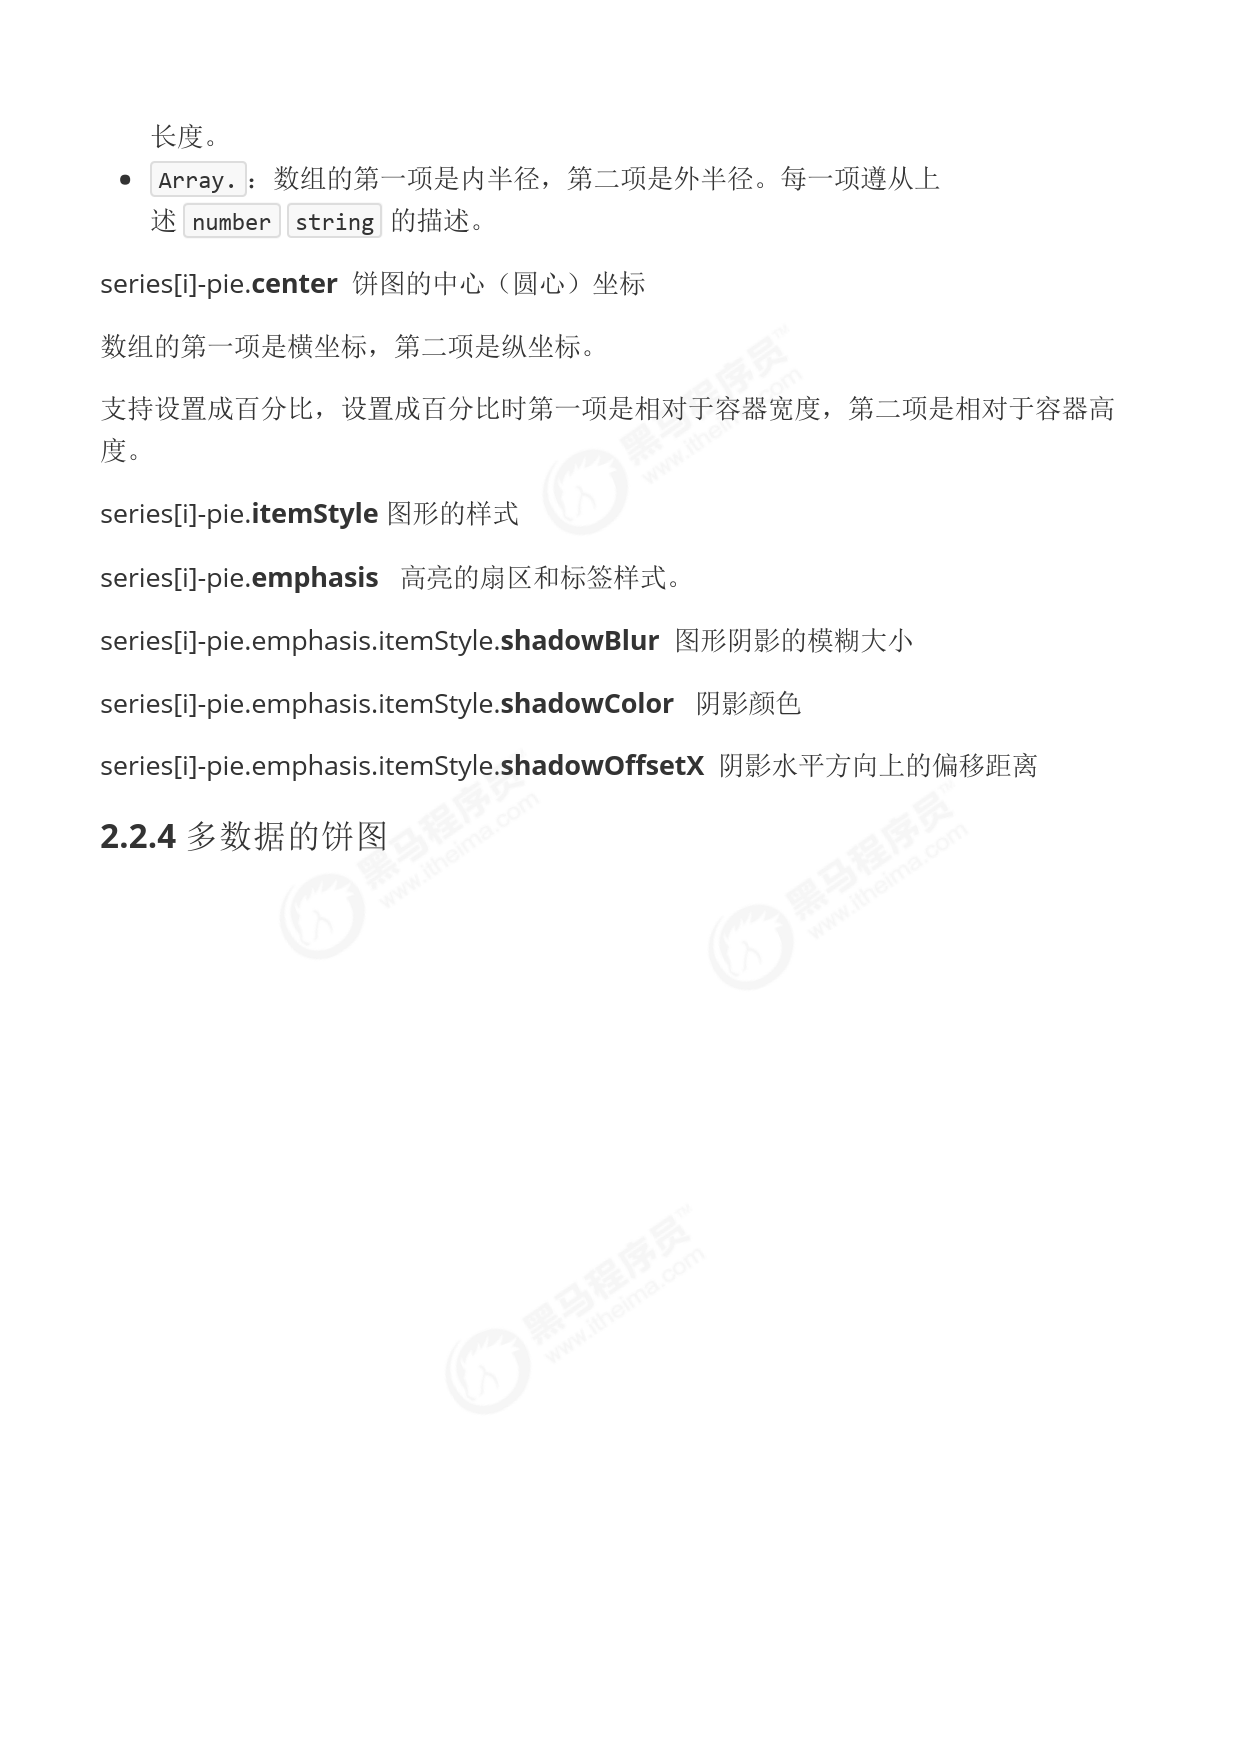 长度。
Array. ：数组的第一项是内半径，第二项是外半径。每一项遵从上
述 number string 的描述。
series[i]-pie.center 饼图的中心（圆心）坐标
数组的第一项是横坐标，第二项是纵坐标。
支持设置成百分比，设置成百分比时第一项是相对于容器宽度，第二项是相对于容器高
度。
series[i]-pie.itemStyle 图形的样式
series[i]-pie.emphasis 高亮的扇区和标签样式。
series[i]-pie.emphasis.itemStyle.shadowBlur 图形阴影的模糊大小
series[i]-pie.emphasis.itemStyle.shadowColor 阴影颜色
series[i]-pie.emphasis.itemStyle.shadowOffsetX 阴影水平方向上的偏移距离
2.2.4 多数据的饼图
黑马程序员™
www.itheima.com
黑马程序员
www.itheima.com
黑马程序员™
www.itheima.com
黑马程序员™
www.itheima.com